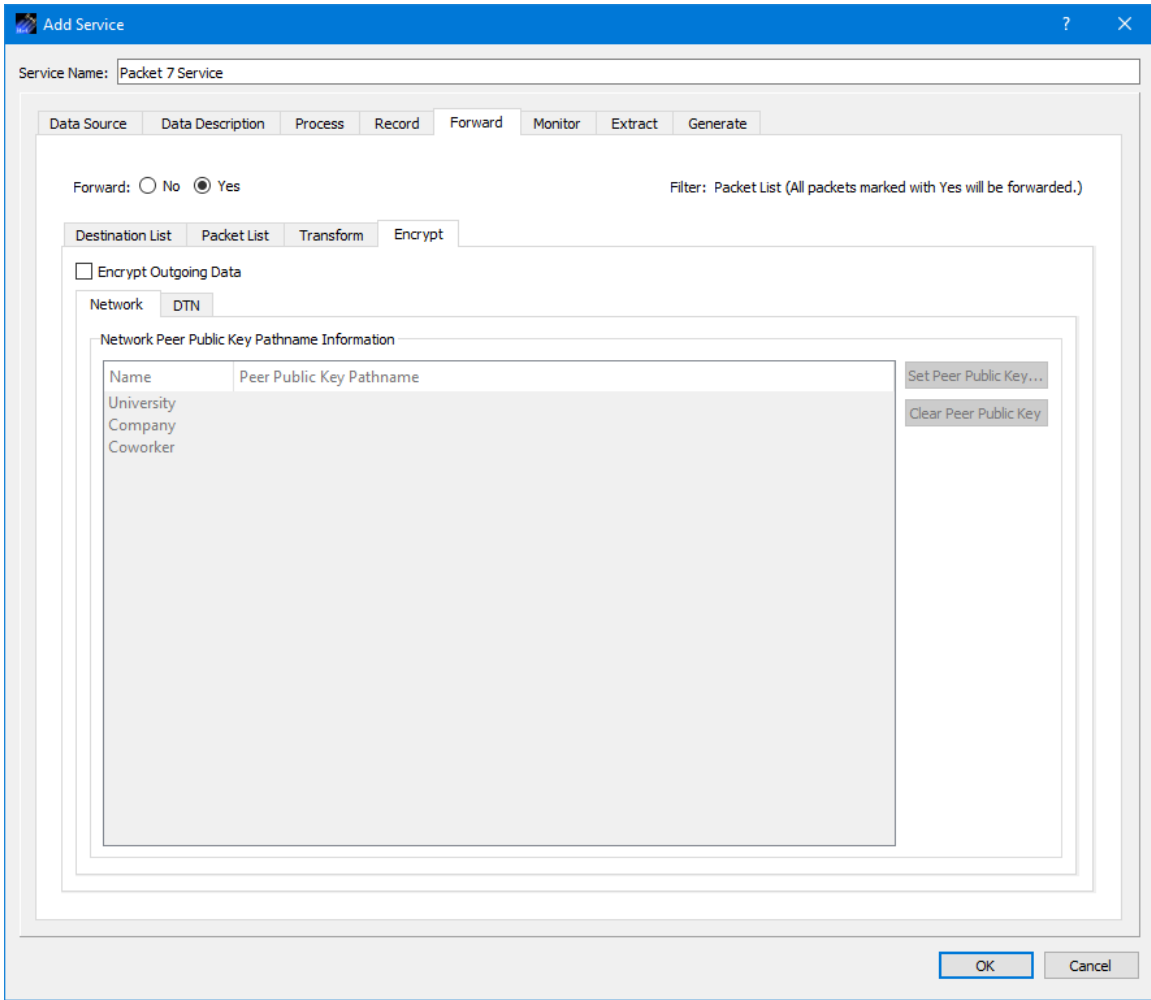 Add Service
?
Service Name: Packet 7 Service
Data Source Data Description Process Record Forward Monitor Extract Generate
Forward: No Yes Filter: Packet List (All packets marked with Yes will be forwarded.)
Destination List Packet List Transform Encrypt
Encrypt Outgoing Data
Network DTN
Network Peer Public Key Pathname Information
Name Peer Public Key Pathname Set Peer Public Key...
University
Clear Peer Public Key
Company
Coworker
OK Cancel